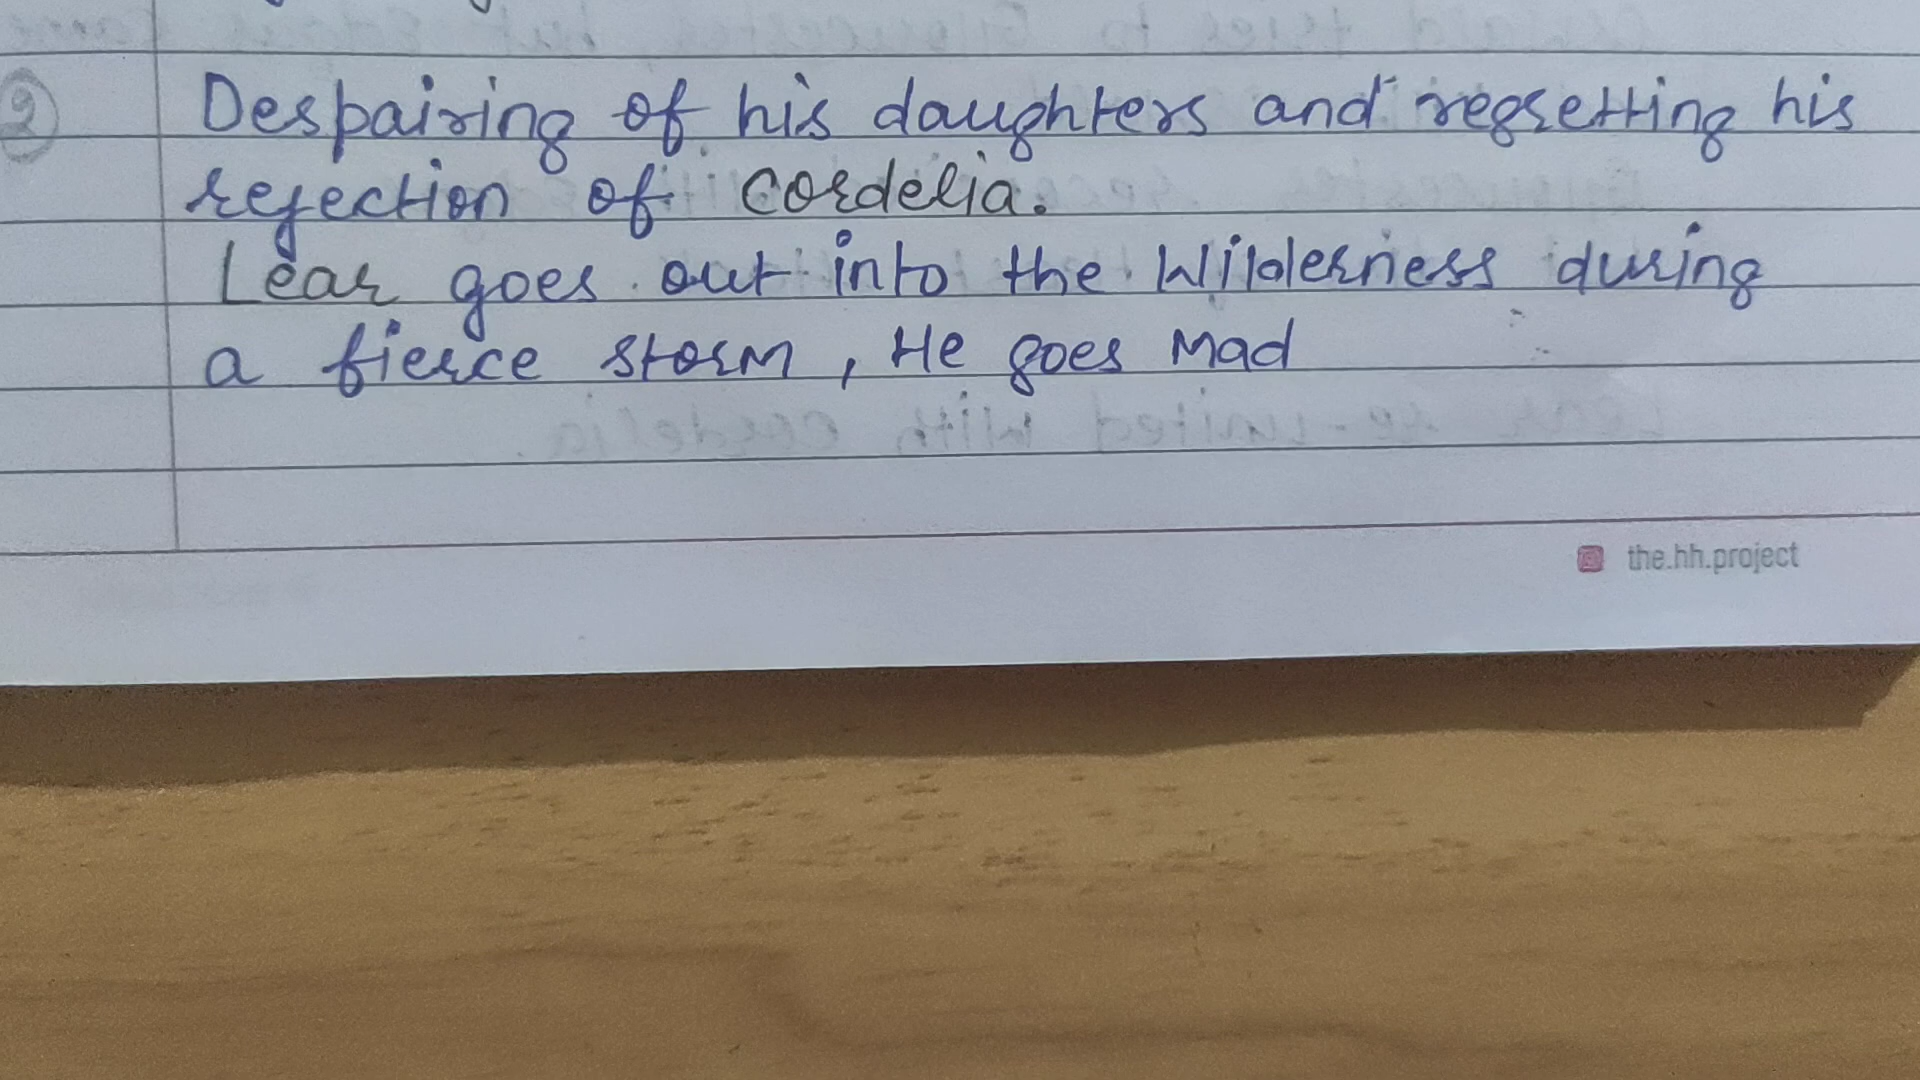 2
Despairing of his daughters and regretting his
rejection of cordelia.
Lear goes out into the Wilderness during
a fierce storm, He goes Mad
the.hh.project